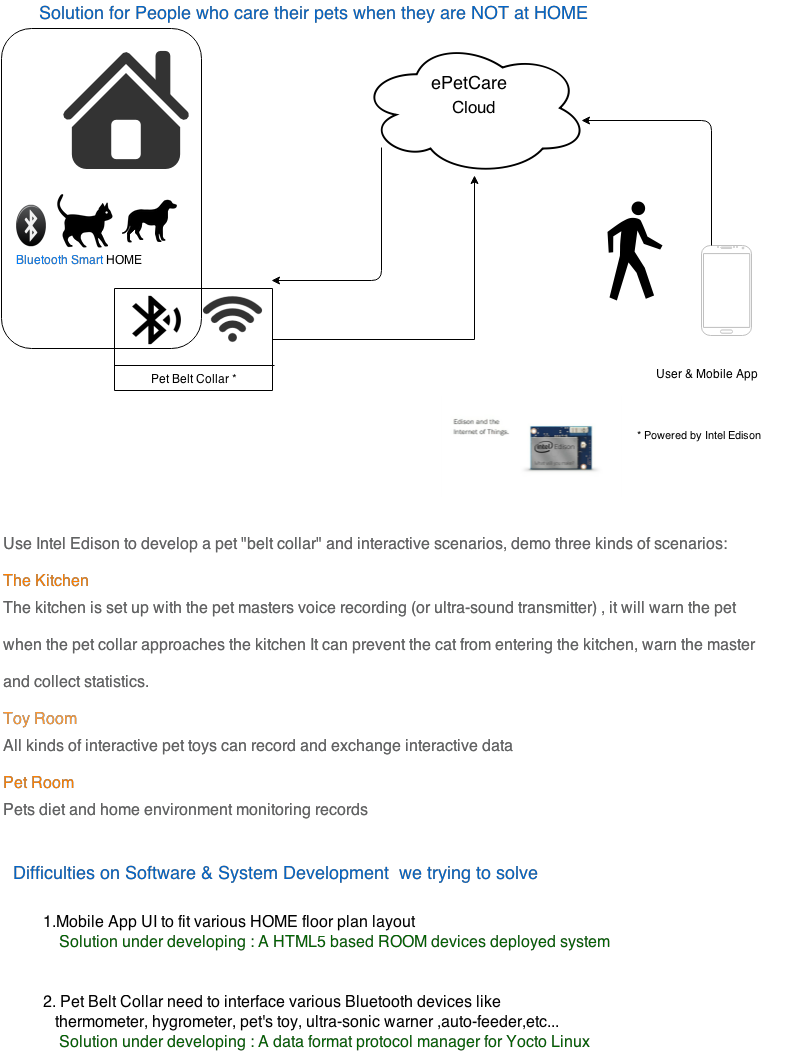 Solution for People who care their pets when they are NOT at HOME
ePetCare
Cloud
Bluetooth Smart HOME
Pet Belt Collar *
User & Mobile App
Edison and the
Internet of Things.
intel Edison
* Powered by Intel Edison
Use Intel Edison to develop a pet "belt collar" and interactive scenarios, demo three kinds of scenarios:
The Kitchen
The kitchen is set up with the pet masters voice recording (or ultra-sound transmitter) , it will warn the pet
when the pet collar approaches the kitchen It can prevent the cat from entering the kitchen, warn the master
and collect statistics.
Toy Room
All kinds of interactive pet toys can record and exchange interactive data
Pet Room
Pets diet and home environment monitoring records
Difficulties on Software & System Development we trying to solve
1.Mobile App UI to fit various HOME floor plan layout
Solution under developing : A HTML5 based ROOM devices deployed system
2. Pet Belt Collar need to interface various Bluetooth devices like
thermometer, hygrometer, pet's toy, ultra-sonic warner ,auto-feeder,etc...
Solution under developing : A data format protocol manager for Yocto Linux